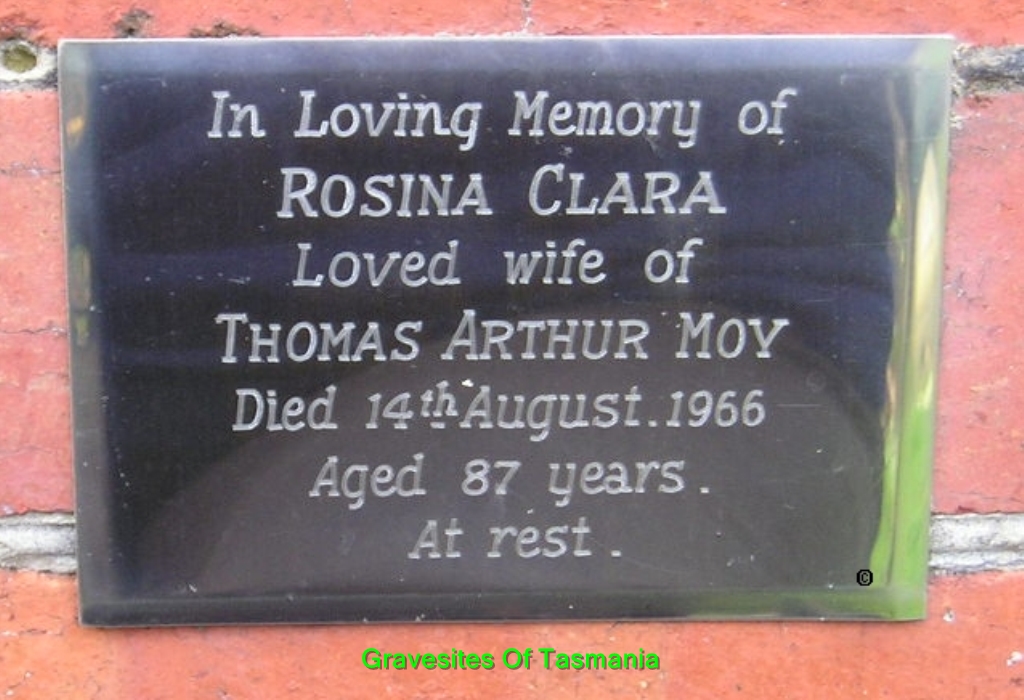 In Loving Memory of
ROSINA CLARA
Loved wife of
THOMAS ARTHUR MOY
Died 14th August.1966
Aged 87 years.
At rest.
©
Gravesites Of Tasmania